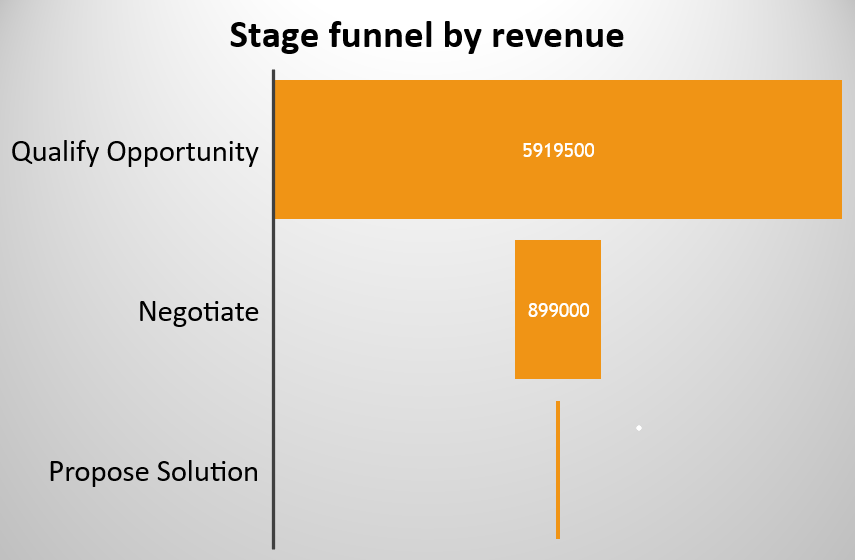 Stage funnel by revenue
Qualify Opportunity
5919500
Negotiate
899000
Propose Solution